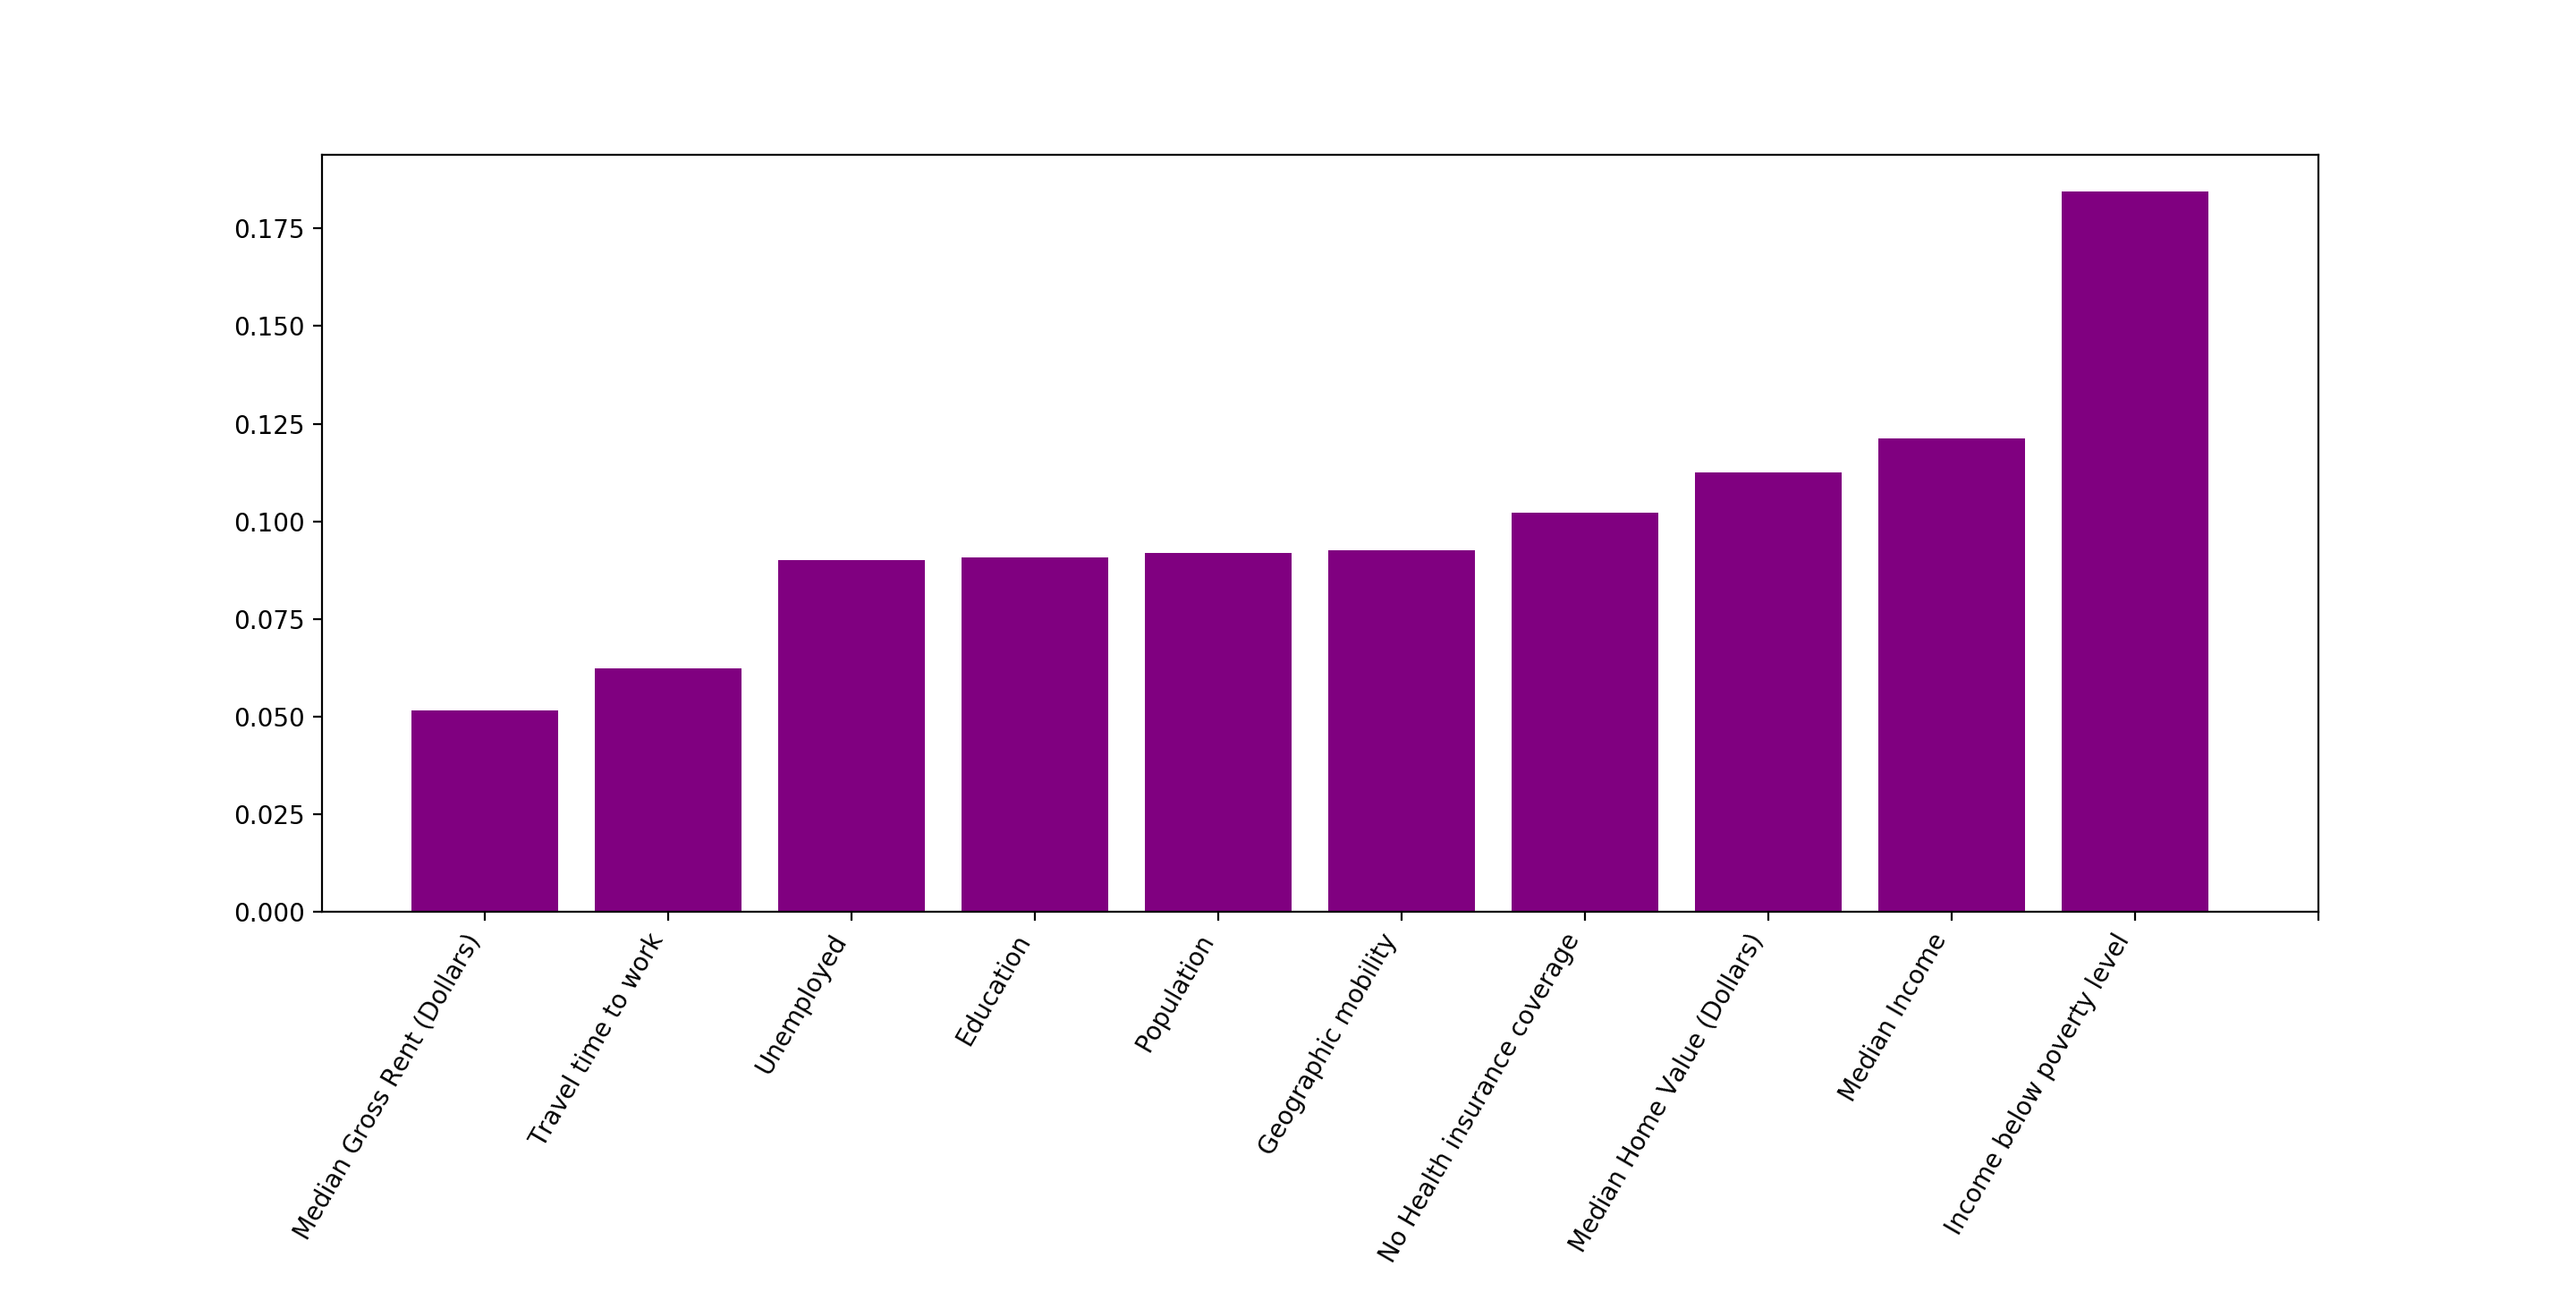 0.175
0.150
0.125
0.100
0.075
0.050
0.025
0.000
Median Gross Rent (Dollars)
Travel time to work
Unemployed
Education
Population
Geographic mobility
No Health insurance coverage
Median Home Value (Dollars)
Median Income
Income below poverty level